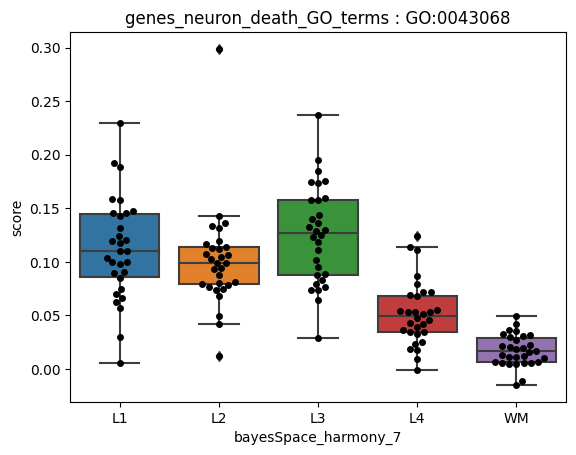 genes_neuron_death_GO_terms : GO:0043068
0.30
0.25
0.20
0.15
0.10
0.05
0.00
score
L1 L2 L3 L4 WM
bayesSpace_harmony_7